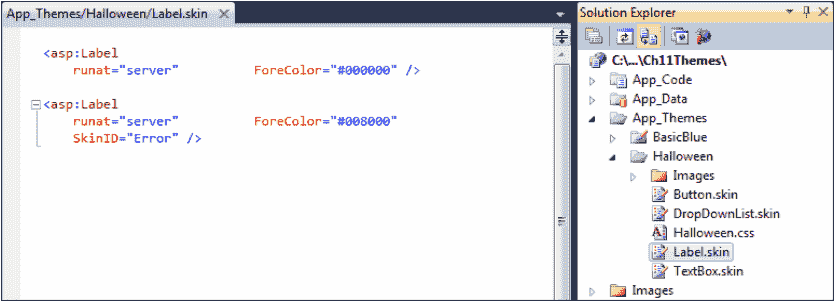 App_Themes/Halloween/Label.skin
<asp:Label
runat="server" ForeColor="#000000" />
<asp:Label
runat="server" ForeColor="#008000"
SkinID="Error" />
Solution Explorer
C:\...\Ch11Themes\
App_Code
App_Data
App_Themes
BasicBlue
Halloween
Images
Button.skin
DropDownList.skin
Halloween.css
Label.skin
TextBox.skin
Images